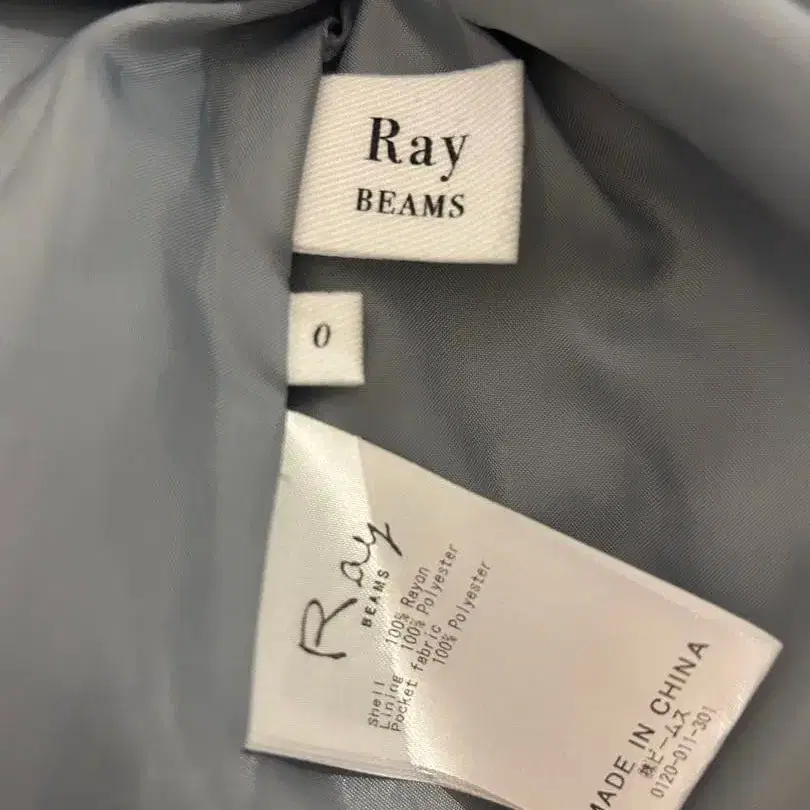 Ray
BEAMS
0
Ray
BEAMS
Shell 100% Rayon
Lining 100% Polyester
Pocket fabric
100% Polyester
MADE IN CHINA
㈱ビームス
0120-011-301